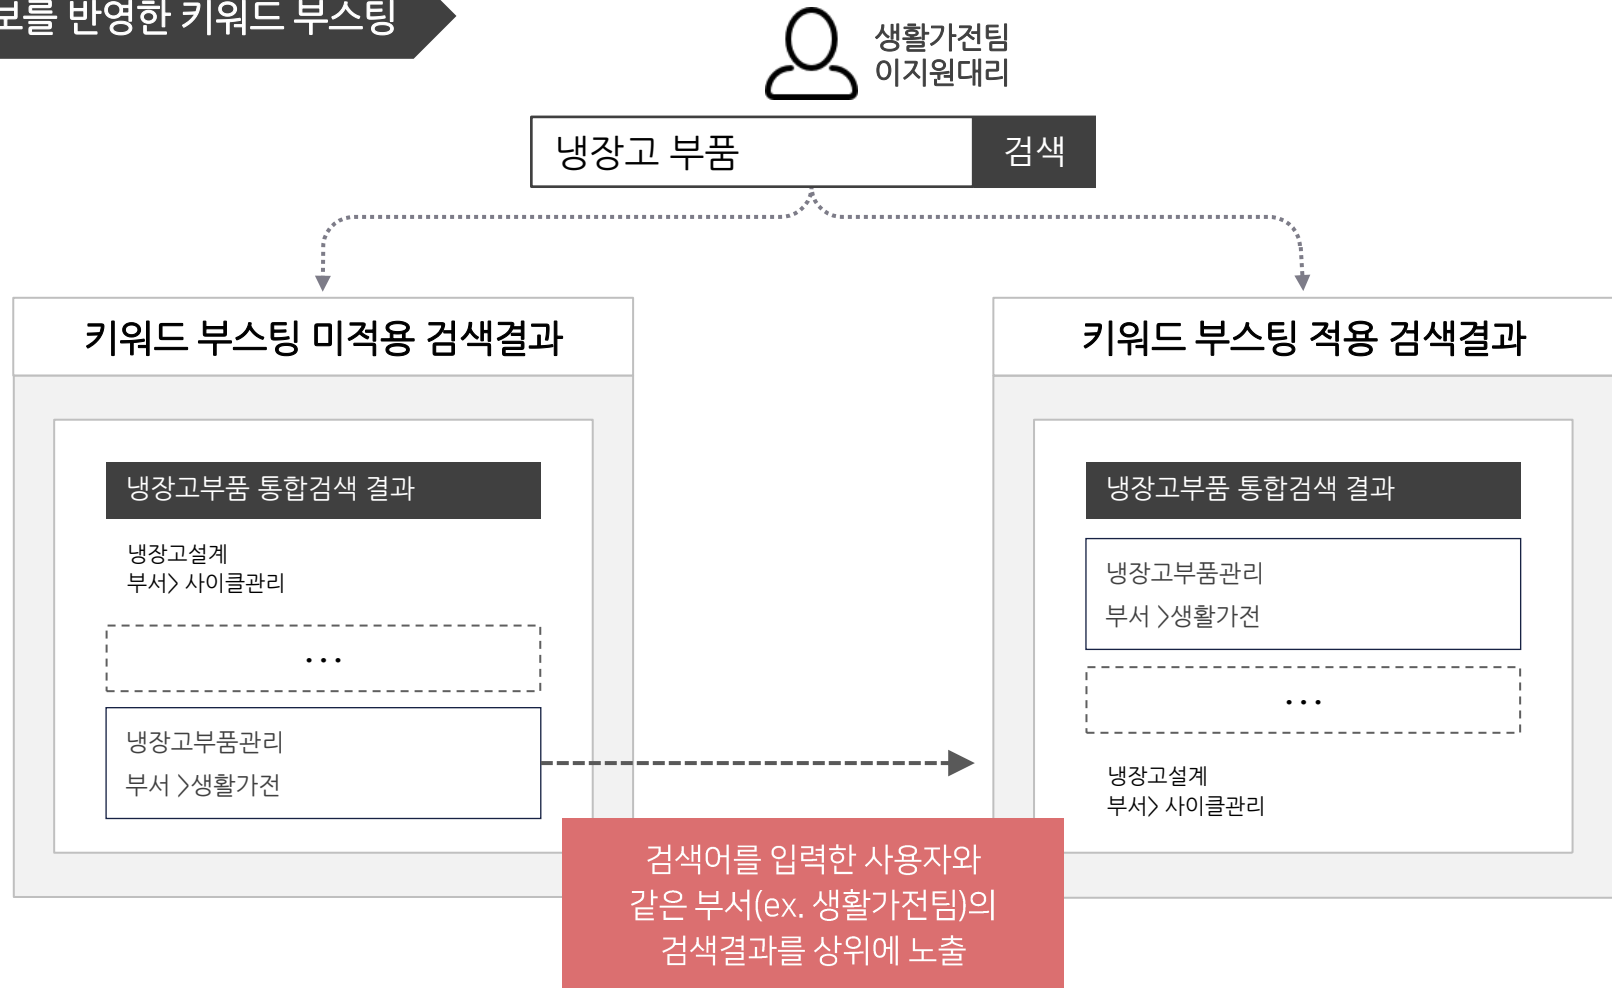 보를 반영한 키워드 부스팅
생활가전팀
이지원대리
냉장고 부품
검색
키워드 부스팅 미적용 검색결과
냉장고부품 통합검색 결과
냉장고설계
부서> 사이클관리
...
냉장고부품관리
부서 >생활가전
키워드 부스팅 적용 검색결과
냉장고부품 통합검색 결과
냉장고부품관리
부서 >생활가전
...
냉장고설계
부서> 사이클관리
검색어를 입력한 사용자와
같은 부서(ex. 생활가전팀)의
검색결과를 상위에 노출